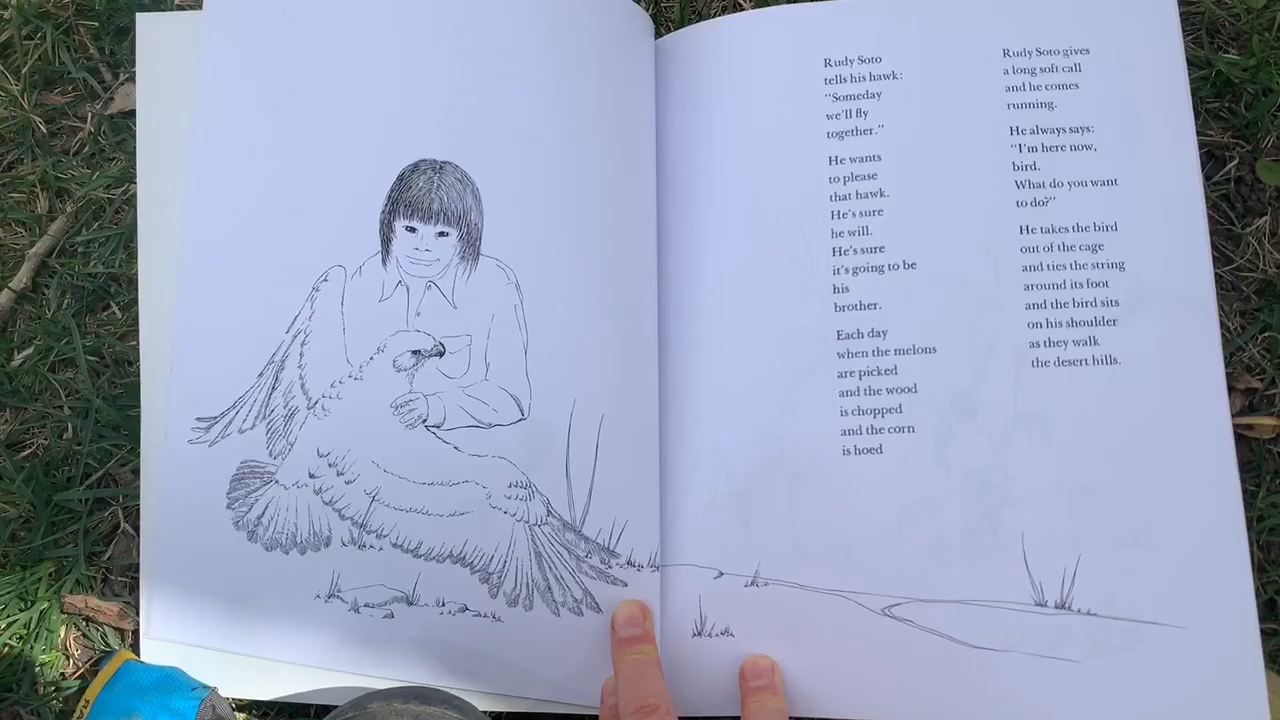 Rudy Soto
tells his hawk:
"Someday
we'll fly
together."
He wants
to please
that hawk.
He's sure
he will.
He's sure
it's going to be
his
brother.
Each day
when the melons
are picked
and the wood
is chopped
and the corn
is hoed
Rudy Soto gives
a long soft call
and he comes
running.
He always says:
"I'm here now,
bird.
What do you want
to do?"
He takes the bird
out of the cage
and ties the string
around its foot
and the bird sits
on his shoulder
as they walk
the desert hills.